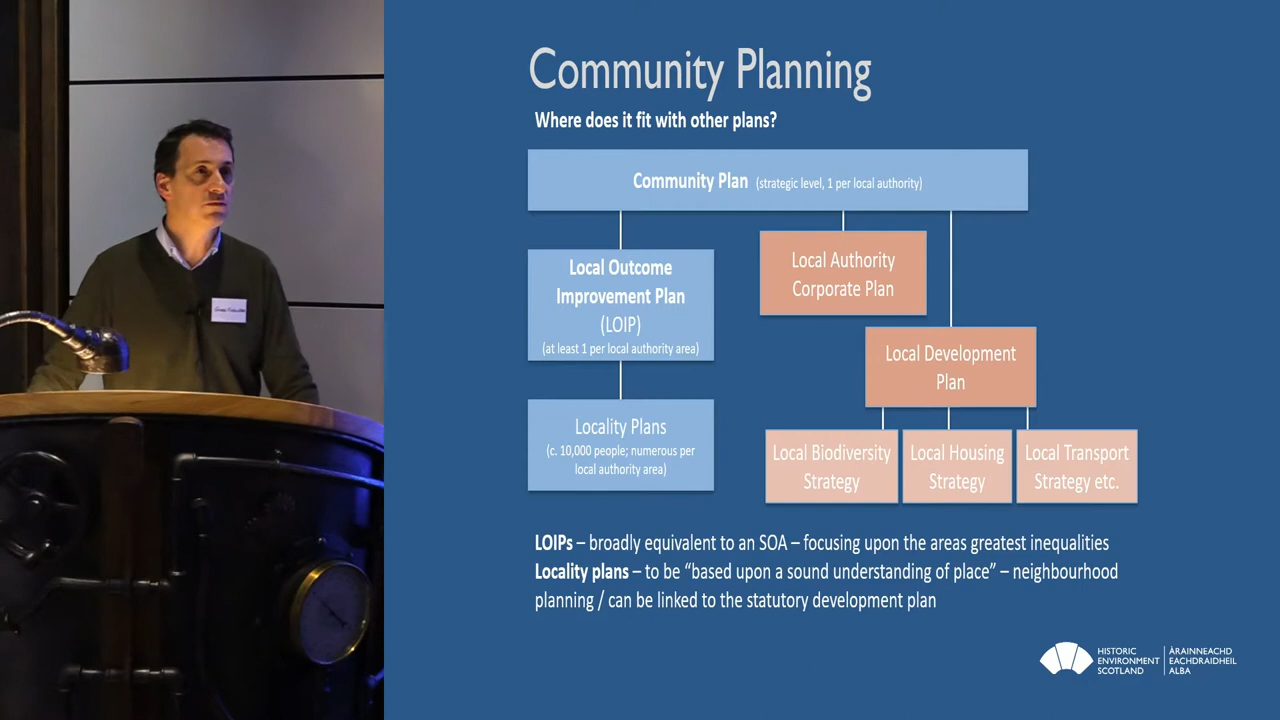 Community Planning
Where does it fit with other plans?
Community Plan (strategic level, 1 per local authority)
Local Outcome
Improvement Plan
(LOIP)
(at least 1 per local authority area)
Locality Plans
(c. 10,000 people; numerous per
local authority area)
Local Authority
Corporate Plan
Local Development
Plan
Local Biodiversity
Strategy
Local Housing
Strategy
Local Transport
Strategy etc.
LOIPs – broadly equivalent to an SOA – focusing upon the areas greatest inequalities
Locality plans – to be “based upon a sound understanding of place” – neighbourhood
planning / can be linked to the statutory development plan
HISTORIC
ENVIRONMENT
SCOTLAND
ÀRAINNEACHD
EACHDRAIDHEIL
ALBA